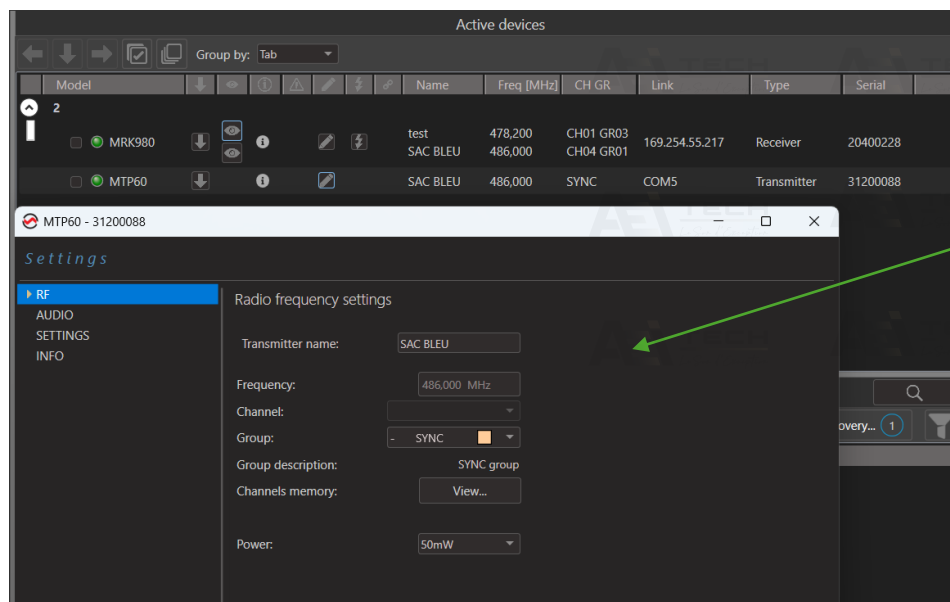 Active devices
Group by: Tab
Model Name Freq [MHz] CH GR Link Type Serial
2
MRK980 test 478,200 CH01 GR03 169.254.55.217 Receiver 20400228
SAC BLEU 486,000 CH04 GR01
MTP60 SAC BLEU 486,000 SYNC COM5 Transmitter 31200088
MTP60 - 31200088
Settings
RF
AUDIO
SETTINGS
INFO
Radio frequency settings
Transmitter name: SAC BLEU
Frequency: 486,000 MHz
Channel:
Group: - SYNC
Group description: SYNC group
Channels memory: View...
Power: 50mW
overy... 1